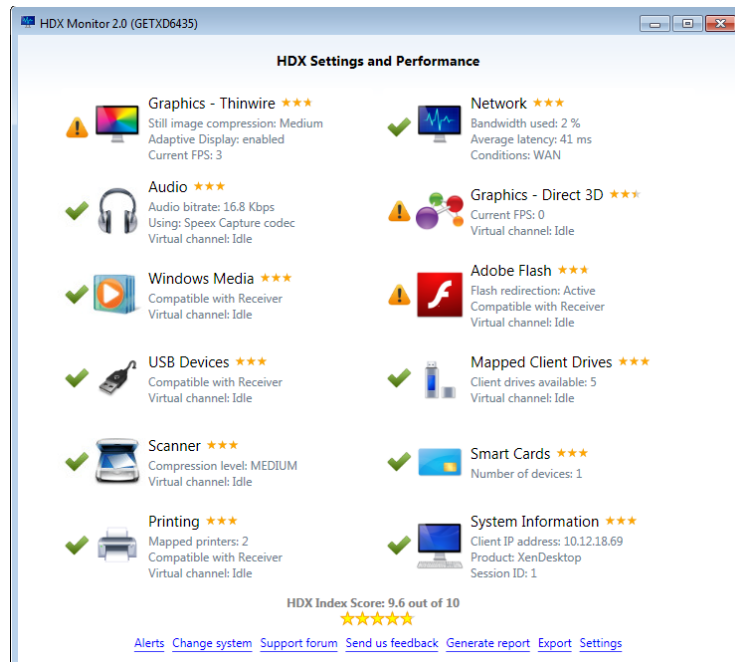 HDX Monitor 2.0 (GETXD6435)
HDX Settings and Performance
Graphics - Thinwire
Still image compression: Medium
Adaptive Display: enabled
Current FPS: 3
Network
Bandwidth used: 2 %
Average latency: 41 ms
Conditions: WAN
Audio
Audio bitrate: 16.8 Kbps
Using: Speex Capture codec
Virtual channel: Idle
Graphics - Direct 3D
Current FPS: 0
Virtual channel: Idle
Windows Media
Compatible with Receiver
Virtual channel: Idle
Adobe Flash
Flash redirection: Active
Compatible with Receiver
Virtual channel: Idle
USB Devices
Compatible with Receiver
Virtual channel: Idle
Mapped Client Drives
Client drives available: 5
Virtual channel: Idle
Scanner
Compression level: MEDIUM
Virtual channel: Idle
Smart Cards
Number of devices: 1
Printing
Mapped printers: 2
Compatible with Receiver
Virtual channel: Idle
System Information
Client IP address: 10.12.18.69
Product: XenDesktop
Session ID: 1
HDX Index Score: 9.6 out of 10
Alerts Change system Support forum Send us feedback Generate report Export Settings